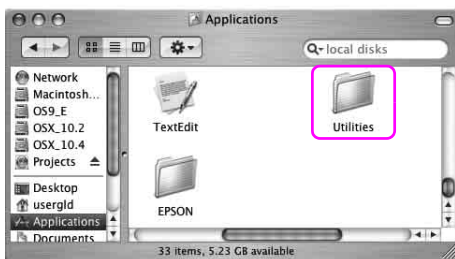 Applications
local disks
Network
Macintosh...
OS9_E
OSX_10.2
OSX_10.4
Projects
Desktop
usergld
Applications
Documents
TextEdit
Utilities
EPSON
33 items, 5.23 GB available